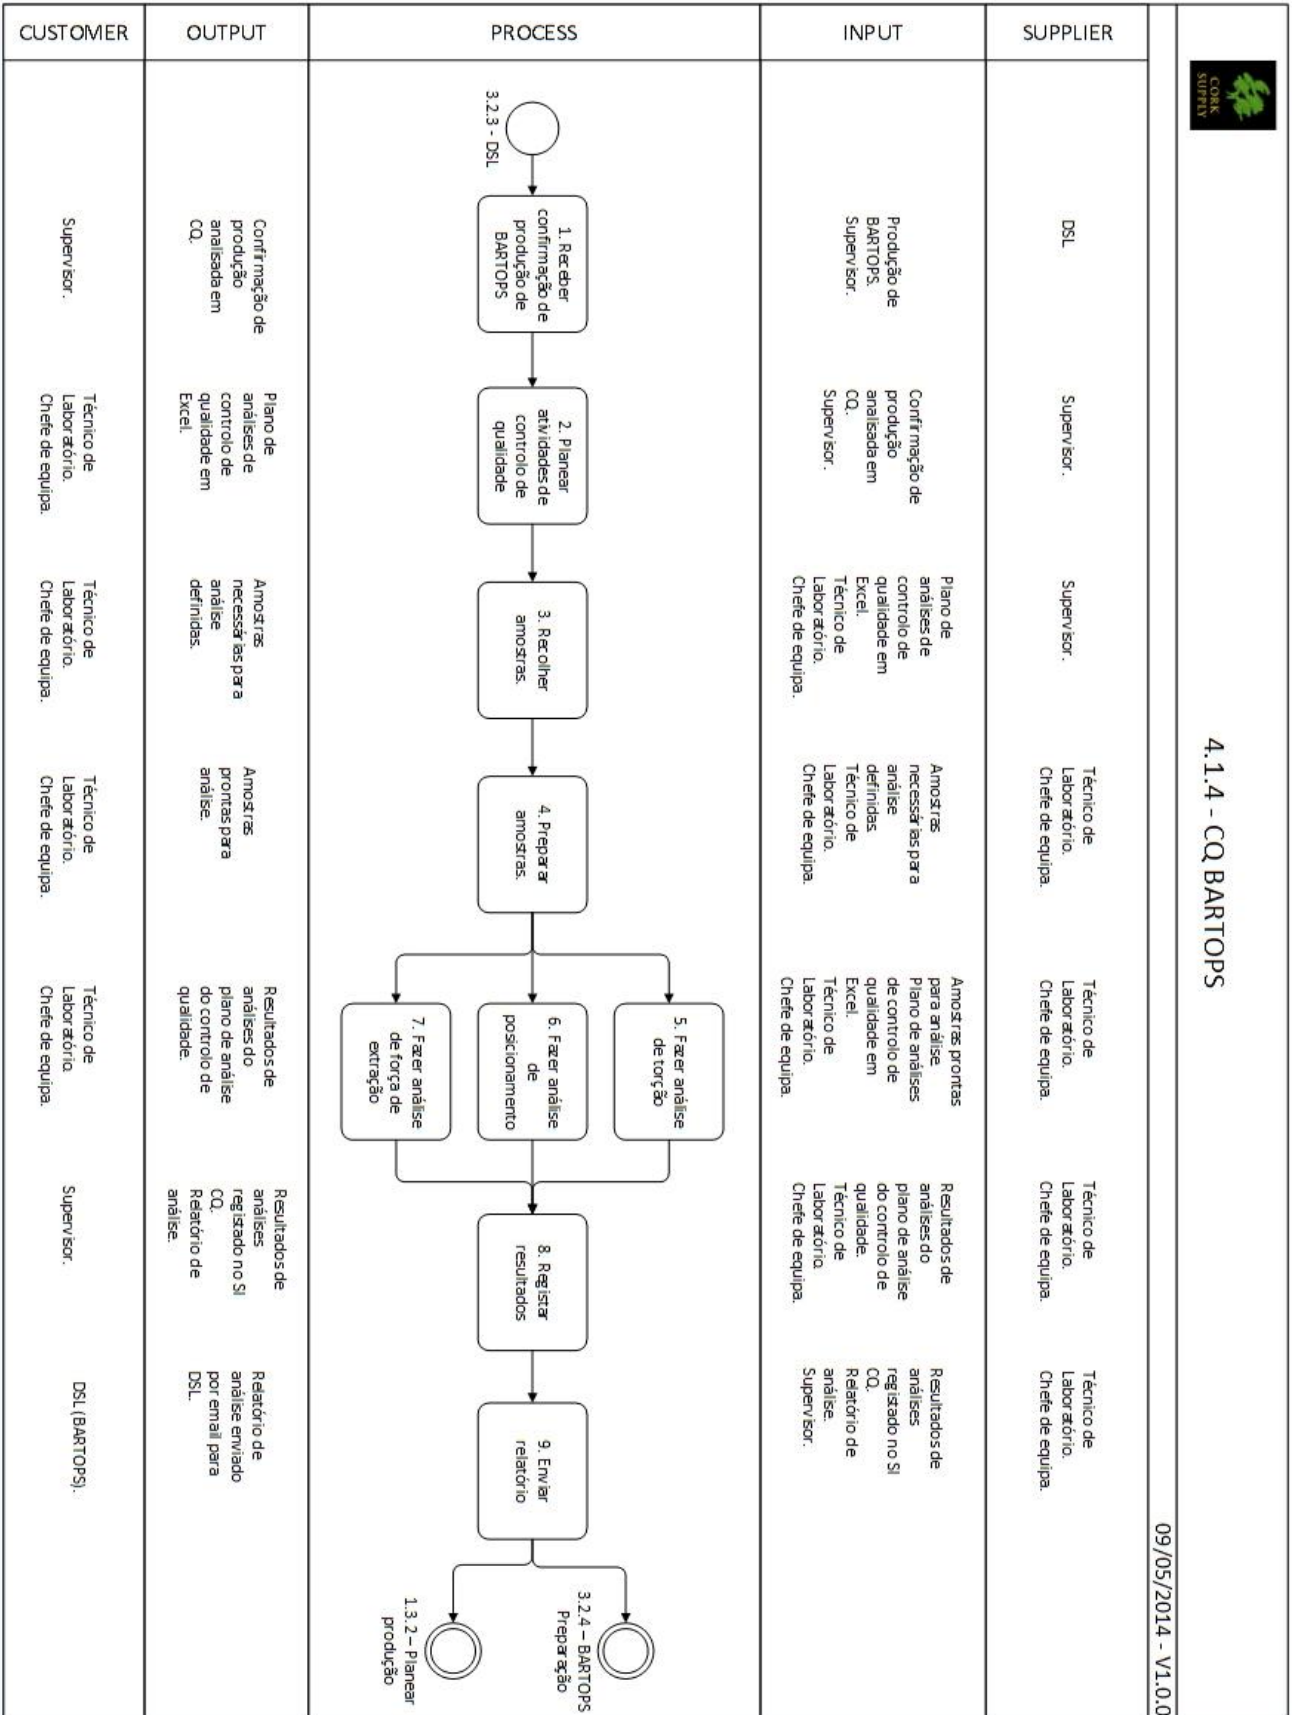 CORK
SUPPLY
4.1.4 - CQ BARTOPS
09/05/2014 - V1.0.0
SUPPLIER
DSL
Supervisor.
Supervisor.
Técnico de
Laboratório.
Chefe de equipa.
Técnico de
Laboratório.
Chefe de equipa.
Técnico de
Laboratório.
Chefe de equipa.
Técnico de
Laboratório.
Chefe de equipa.
INPUT
Produção de
BARTOPS.
Supervisor.
Confirmação de
produção
analisada em
CQ.
Supervisor.
Plano de
análises de
controlo de
qualidade em
Excel.
Técnico de
Laboratório.
Chefe de equipa.
Amostras
necessárias para
análise
definidas.
Técnico de
Laboratório.
Chefe de equipa.
Amostras prontas
para análise.
Plano de análises
de controlo de
qualidade em
Excel.
Técnico de
Laboratório.
Chefe de equipa.
Resultados de
análises do
plano de análise
do controlo de
qualidade.
Técnico de
Laboratório.
Chefe de equipa.
Resultados de
análises
registado no SI
CQ.
Relatório de
análise.
Supervisor.
PROCESS
3.2.3 - DSL
1. Receber
confirmação de
produção de
BARTOPS
2. Planear
atividades de
controlo de
qualidade
3. Recolher
amostras.
4. Preparar
amostras.
5. Fazer análise
de torção
6. Fazer análise
de
posicionamento
7. Fazer análise
de força de
extração
8. Registar
resultados
9. Enviar
relatório
3.2.4 – BARTOPS
Preparação
1.3.2 – Planear
produção
OUTPUT
Confirmação de
produção
analisada em
CQ.
Plano de
análises de
controlo de
qualidade em
Excel.
Amostras
necessárias para
análise
definidas.
Amostras
prontas para
análise.
Resultados de
análises do
plano de análise
do controlo de
qualidade.
Resultados de
análises
registado no SI
CQ.
Relatório de
análise.
Relatório de
análise enviado
por email para
DSL.
CUSTOMER
Supervisor.
Técnico de
Laboratório.
Chefe de equipa.
Técnico de
Laboratório.
Chefe de equipa.
Técnico de
Laboratório.
Chefe de equipa.
Técnico de
Laboratório.
Chefe de equipa.
Supervisor.
DSL (BARTOPS).